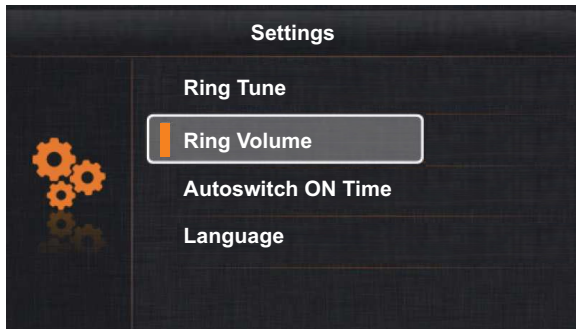 Settings
Ring Tune
Ring Volume
Autoswitch ON Time
Language